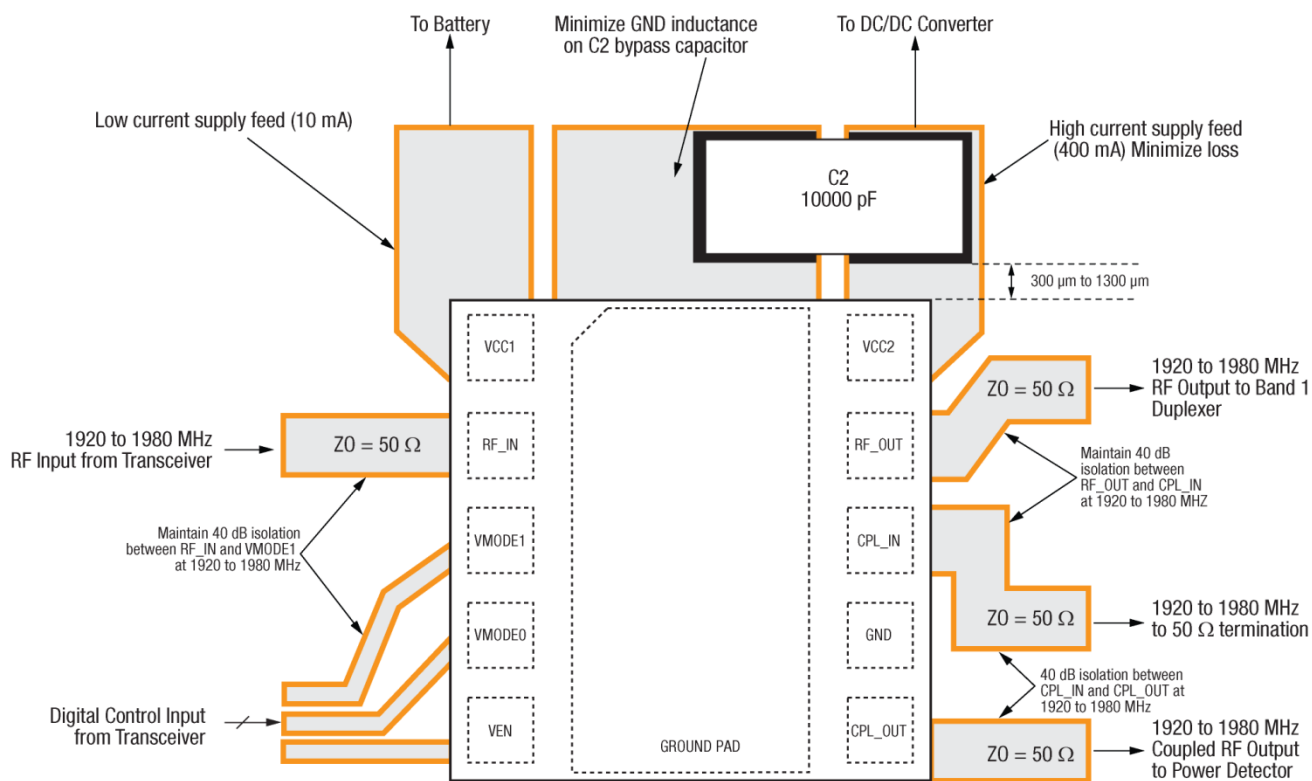 To Battery
Minimize GND inductance
on C2 bypass capacitor
To DC/DC Converter
Low current supply feed (10 mA)
High current supply feed
(400 mA) Minimize loss
C2
10000 pF
300 µm to 1300 µm
VCC1
VCC2
1920 to 1980 MHz
RF Output to Band 1
Duplexer
ZO = 50 Ω
1920 to 1980 MHz
RF Input from Transceiver
ZO = 50 Ω
RF_IN
RF_OUT
Maintain 40 dB isolation
between
RF_OUT and CPL_IN
at 1920 to 1980 MHZ
Maintain 40 dB isolation
between RF_IN and VMODE1
at 1920 to 1980 MHz
VMODE1
CPL_IN
VMODE0
GND
ZO = 50 Ω
1920 to 1980 MHz
to 50 Ω termination
40 dB isolation between
CPL_IN and CPL_OUT at
1920 to 1980 MHz
Digital Control Input
from Transceiver
VEN
GROUND PAD
CPL_OUT
ZO = 50 Ω
1920 to 1980 MHz
Coupled RF Output
to Power Detector